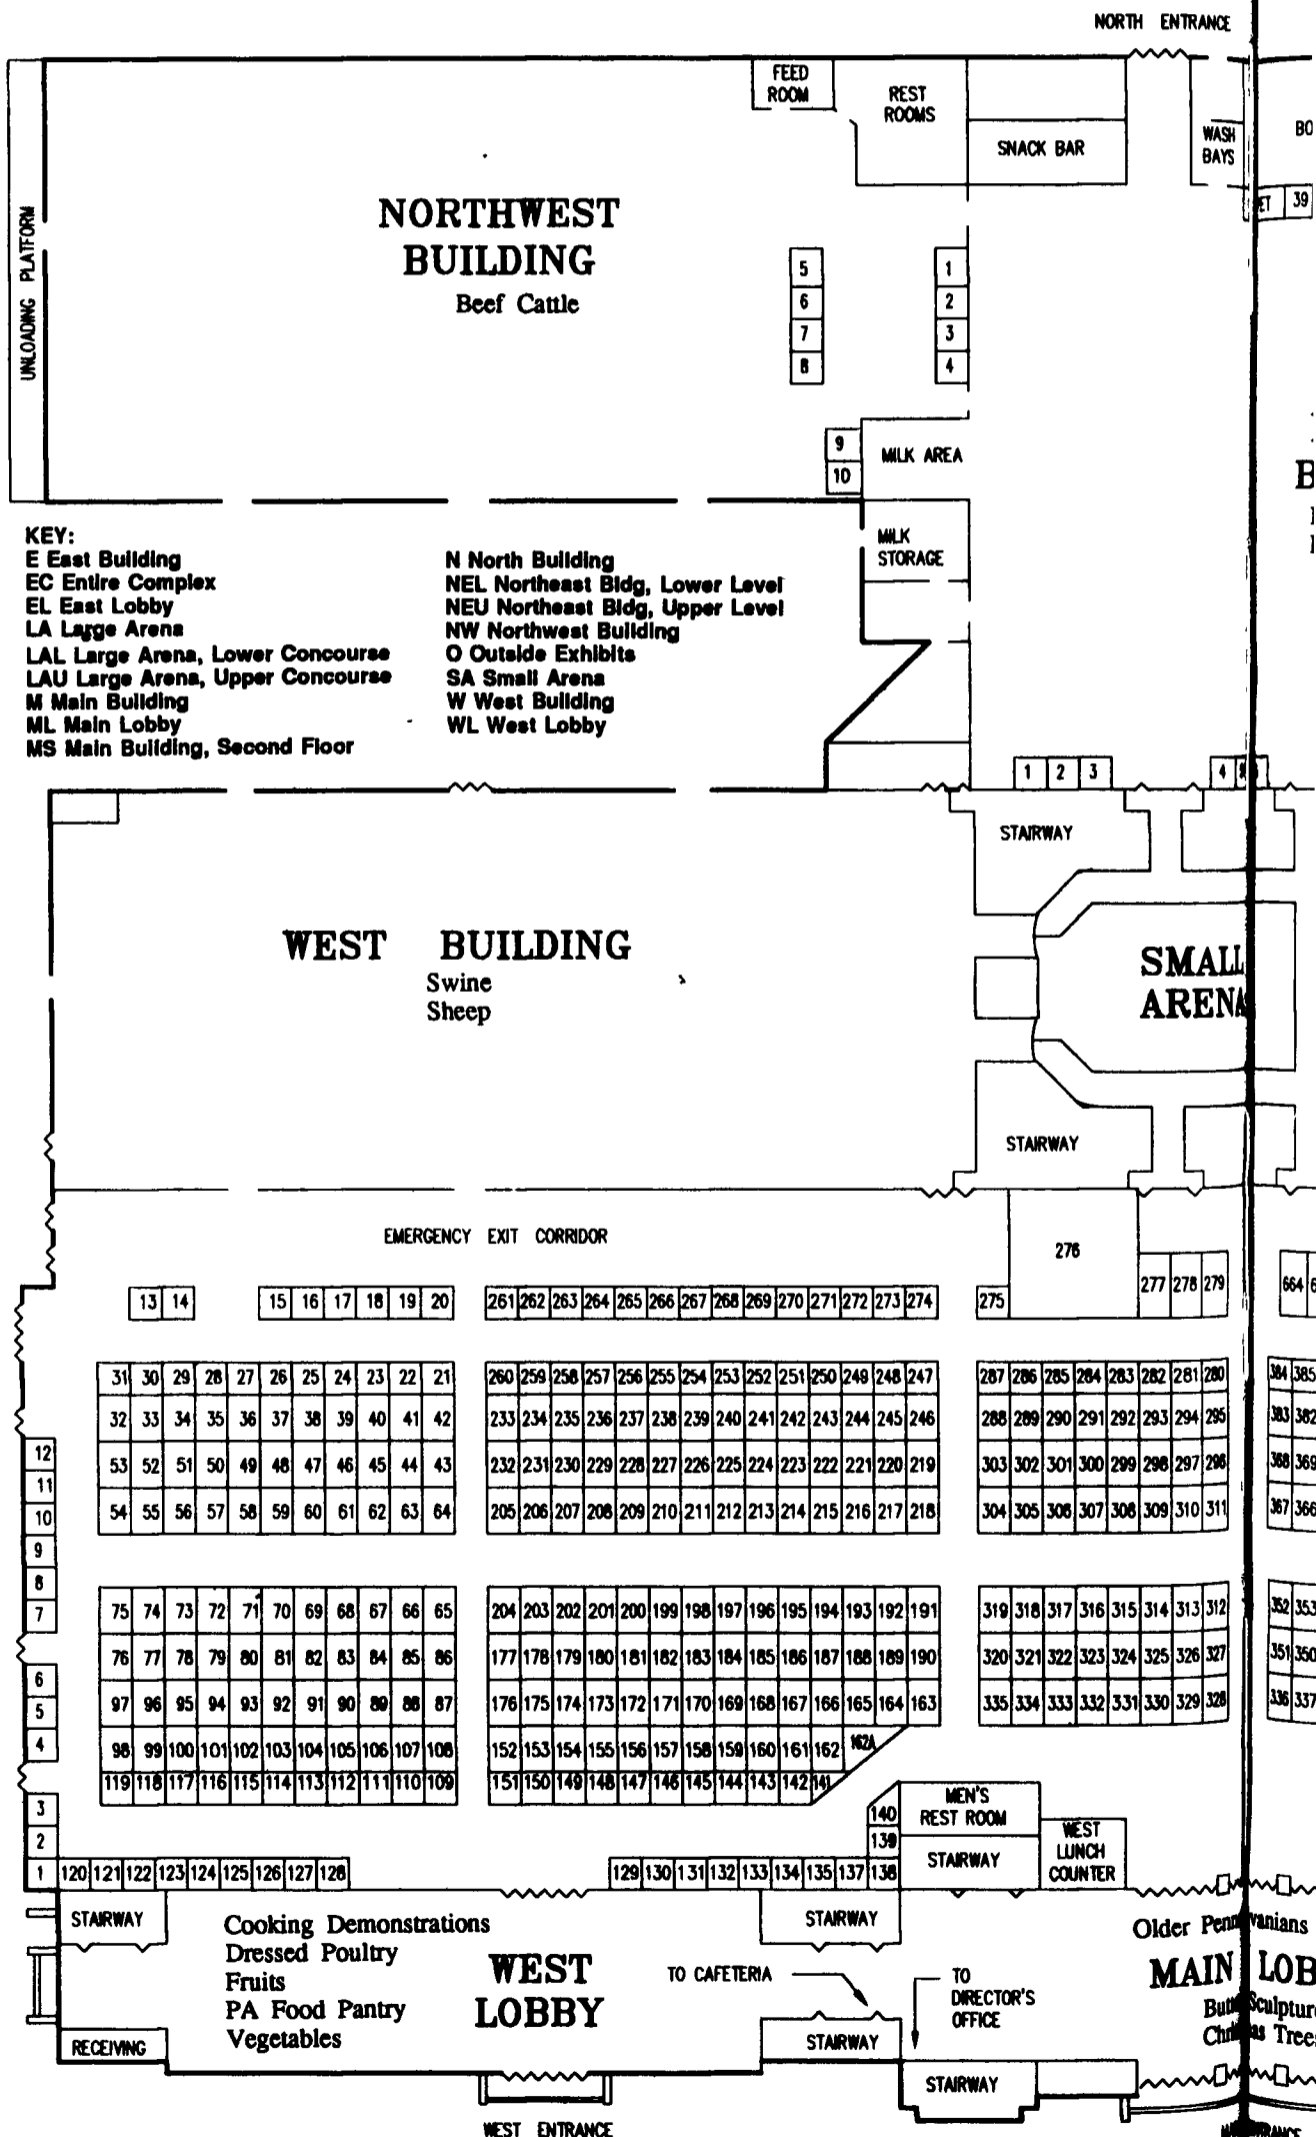 NORTH ENTRANCE
FEED
ROOM
REST
ROOMS
SNACK BAR
WASH
BAYS
BO
ET 39
UNLOADING PLATFORM
NORTHWEST
BUILDING
Beef Cattle
5 1
6 2
7 3
8 4
9
10
MILK AREA
B
MILK
STORAGE
KEY:
E East Building
EC Entire Complex
EL East Lobby
LA Large Arena
LAL Large Arena, Lower Concourse
LAU Large Arena, Upper Concourse
M Main Building
ML Main Lobby
MS Main Building, Second Floor
N North Building
NEL Northeast Bldg, Lower Level
NEU Northeast Bldg, Upper Level
NW Northwest Building
O Outside Exhibits
SA Small Arena
W West Building
WL West Lobby
1 2 3 4
STAIRWAY
WEST BUILDING
Swine
Sheep
SMALL
ARENA
STAIRWAY
EMERGENCY EXIT CORRIDOR
276
277 278 279
664 6
13 14 15 16 17 18 19 20 261 262 263 264 265 266 267 268 269 270 271 272 273 274 275
31 30 29 28 27 26 25 24 23 22 21 260 259 258 257 256 255 254 253 252 251 250 249 248 247 287 286 285 284 283 282 281 280 384 385
32 33 34 35 36 37 38 39 40 41 42 233 234 235 236 237 238 239 240 241 242 243 244 245 246 288 289 290 291 292 293 294 295 383 382
53 52 51 50 49 48 47 46 45 44 43 232 231 230 229 228 227 226 225 224 223 222 221 220 219 303 302 301 300 299 298 297 296 368 369
54 55 56 57 58 59 60 61 62 63 64 205 206 207 208 209 210 211 212 213 214 215 216 217 218 304 305 306 307 308 309 310 311 367 366
12
11
10
9
8
7
75 74 73 72 71 70 69 68 67 66 65 204 203 202 201 200 199 198 197 196 195 194 193 192 191 319 318 317 316 315 314 313 312 352 353
76 77 78 79 80 81 82 83 84 85 86 177 178 179 180 181 182 183 184 185 186 187 188 189 190 320 321 322 323 324 325 326 327 351 350
97 96 95 94 93 92 91 90 89 88 87 176 175 174 173 172 171 170 169 168 167 166 165 164 163 335 334 333 332 331 330 329 328 336 337
98 99 100 101 102 103 104 105 106 107 108 152 153 154 155 156 157 158 159 160 161 162 162A
119 118 117 116 115 114 113 112 111 110 109 151 150 149 148 147 146 145 144 143 142 141
6
5
4
3
2
1
120 121 122 123 124 125 126 127 128 129 130 131 132 133 134 135 137 138
140
139
MEN'S
REST ROOM
STAIRWAY
WEST
LUNCH
COUNTER
STAIRWAY
Cooking Demonstrations
Dressed Poultry
Fruits
PA Food Pantry
Vegetables
RECEIVING
WEST
LOBBY
STAIRWAY
TO CAFETERIA
STAIRWAY
TO
DIRECTOR'S
OFFICE
STAIRWAY
Older
MAIN LOB
Sculpture
Trees
WEST ENTRANCE